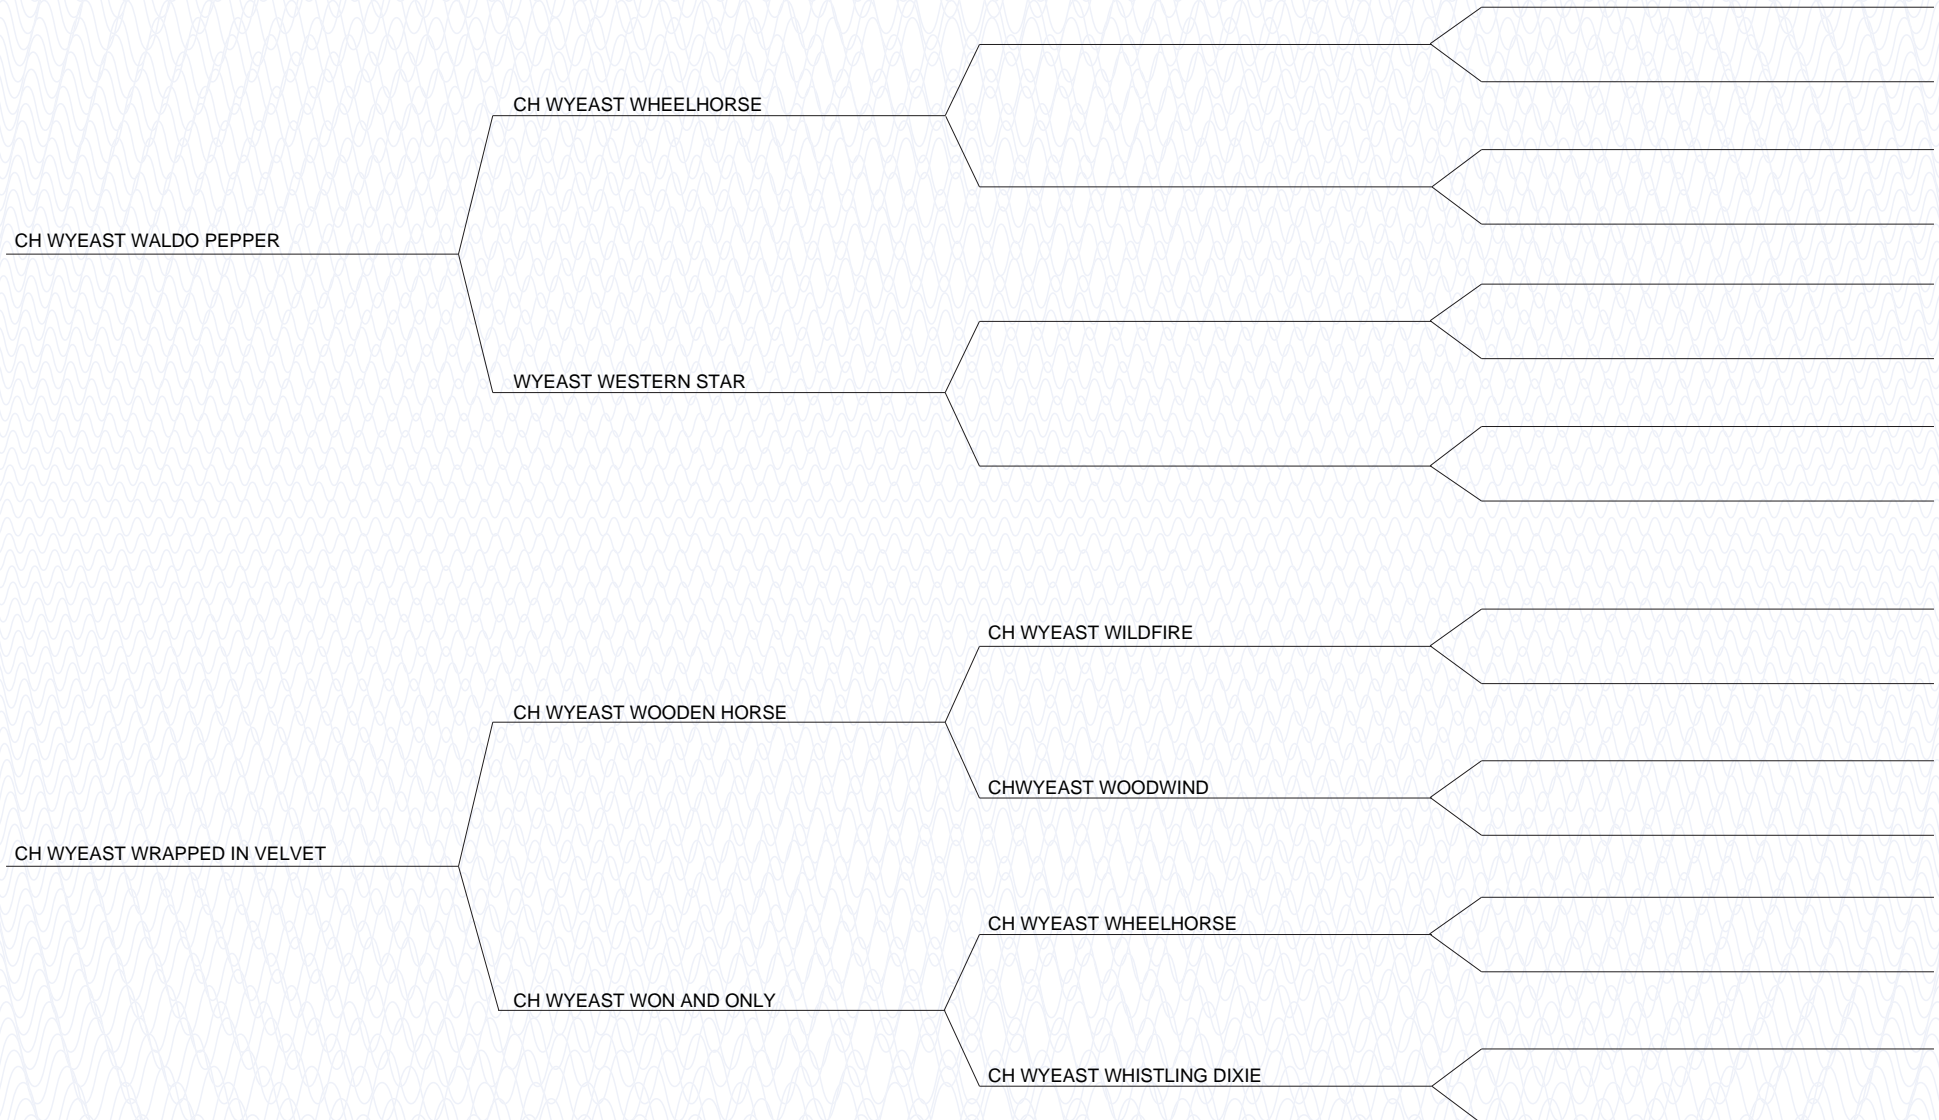 CH WYEAST WHEELHORSE
CH WYEAST WALDO PEPPER
WYEAST WESTERN STAR
CH WYEAST WILDFIRE
CH WYEAST WOODEN HORSE
CHWYEAST WOODWIND
CH WYEAST WRAPPED IN VELVET
CH WYEAST WHEELHORSE
CH WYEAST WON AND ONLY
CH WYEAST WHISTLING DIXIE